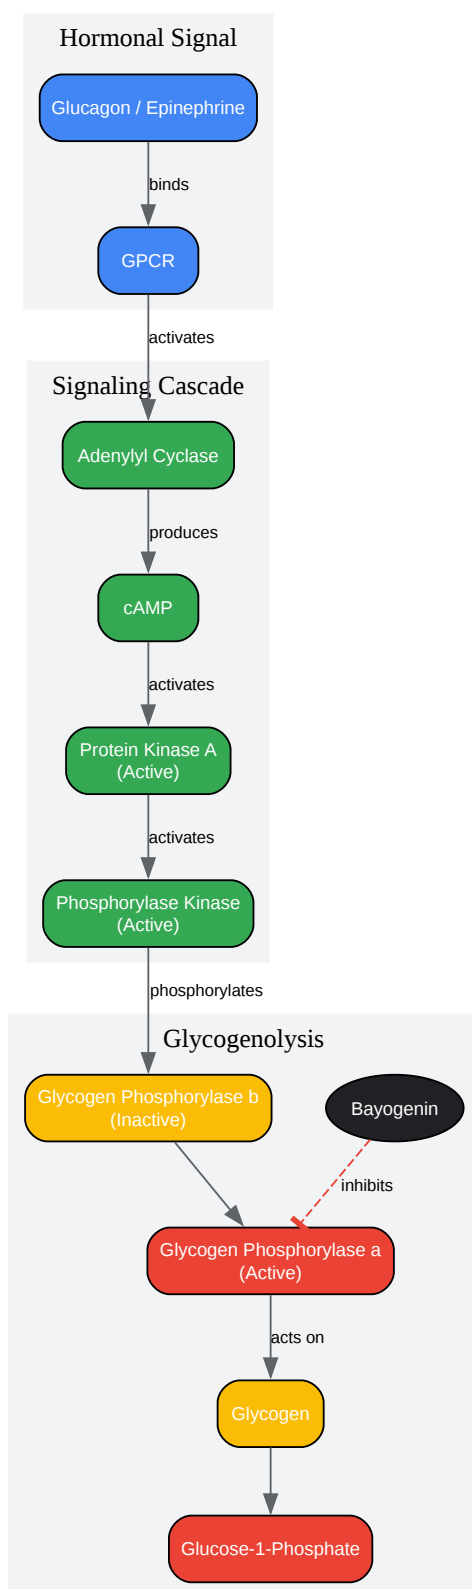 Hormonal Signal
Glucagon / Epinephrine
binds
GPCR
activates
Signaling Cascade
Adenylyl Cyclase
produces
cAMP
activates
Protein Kinase A
(Active)
activates
Phosphorylase Kinase
(Active)
phosphorylates
Glycogenolysis
Glycogen Phosphorylase b
(Inactive)
Bayogenin
inhibits
Glycogen Phosphorylase a
(Active)
acts on
Glycogen
Glucose-1-Phosphate